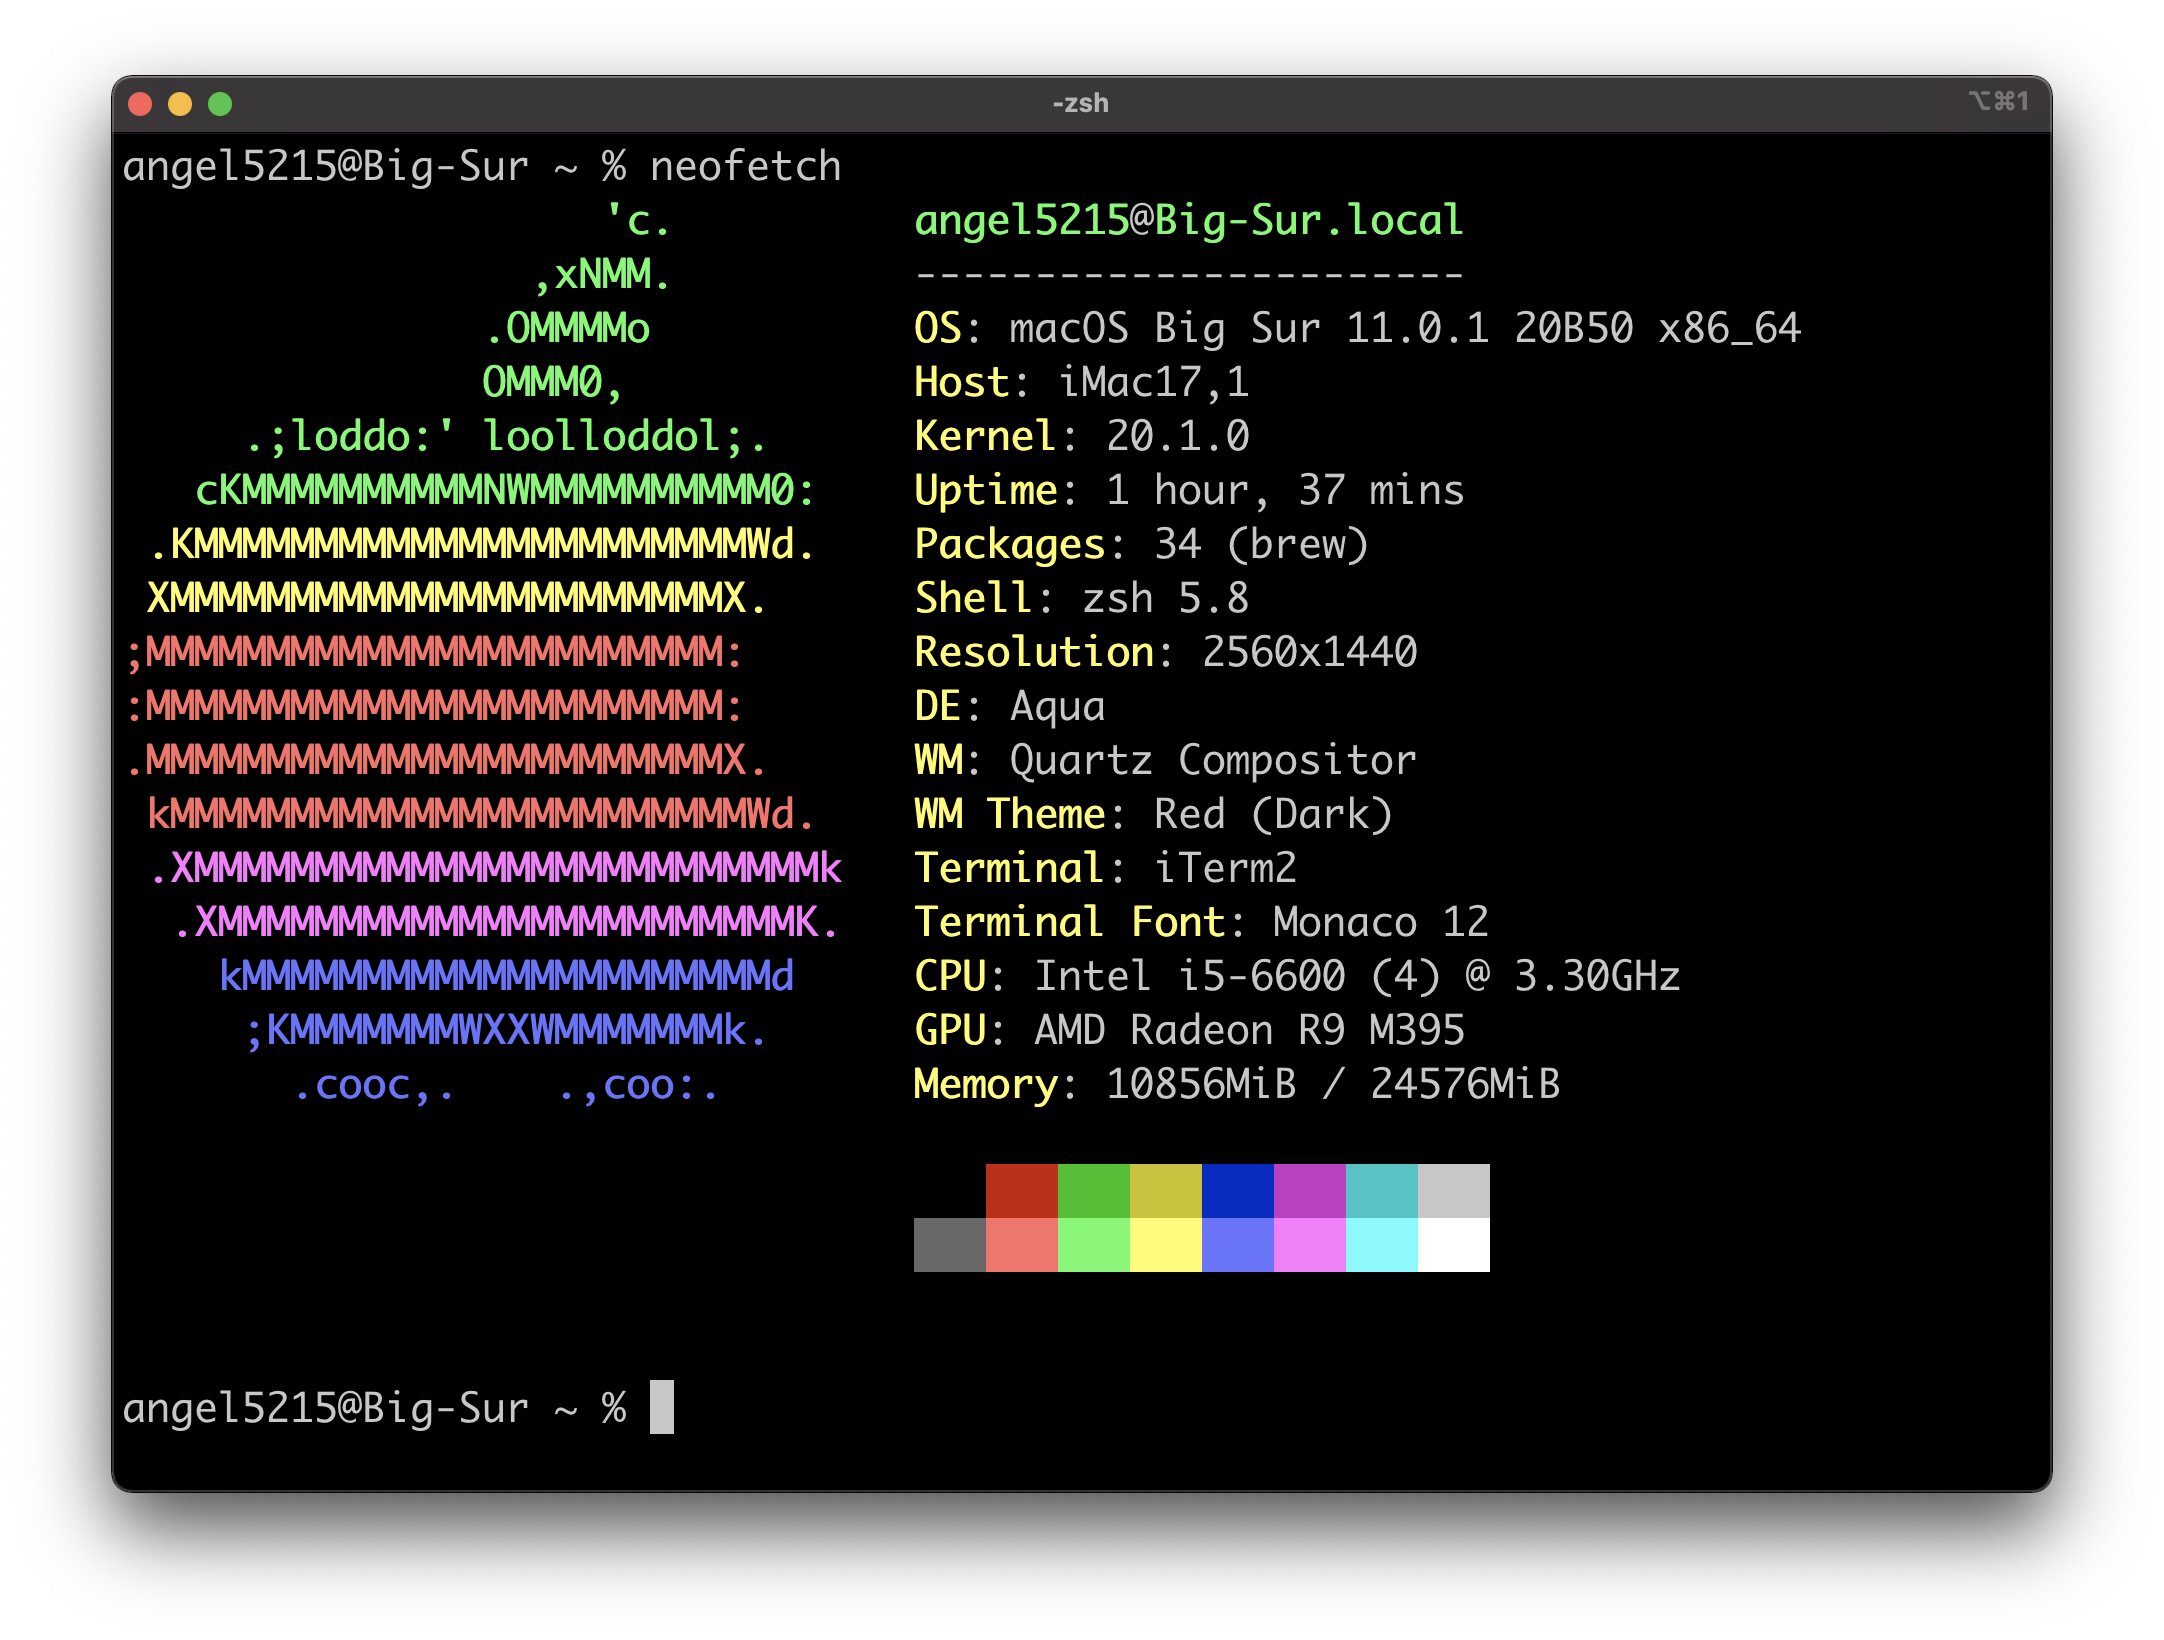 -zsh
⌥⌘1
angel5215@Big-Sur ~ % neofetch
                    'c.          angel5215@Big-Sur.local
                 ,xNMM.          -----------------------
               .OMMMMo           OS: macOS Big Sur 11.0.1 20B50 x86_64
               OMMM0,            Host: iMac17,1
     .;loddo:' loolloddol;.      Kernel: 20.1.0
   cKMMMMMMMMMMNWMMMMMMMMMM0:    Uptime: 1 hour, 37 mins
 .KMMMMMMMMMMMMMMMMMMMMMMMWd.    Packages: 34 (brew)
 XMMMMMMMMMMMMMMMMMMMMMMMX.      Shell: zsh 5.8
;MMMMMMMMMMMMMMMMMMMMMMMM:       Resolution: 2560x1440
:MMMMMMMMMMMMMMMMMMMMMMMM:       DE: Aqua
.MMMMMMMMMMMMMMMMMMMMMMMMX.      WM: Quartz Compositor
 kMMMMMMMMMMMMMMMMMMMMMMMMWd.    WM Theme: Red (Dark)
 .XMMMMMMMMMMMMMMMMMMMMMMMMMMk   Terminal: iTerm2
  .XMMMMMMMMMMMMMMMMMMMMMMMMK.   Terminal Font: Monaco 12
    kMMMMMMMMMMMMMMMMMMMMMMd     CPU: Intel i5-6600 (4) @ 3.30GHz
     ;KMMMMMMMWXXWMMMMMMMk.      GPU: AMD Radeon R9 M395
       .cooc,.    .,coo:.        Memory: 10856MiB / 24576MiB
angel5215@Big-Sur ~ %